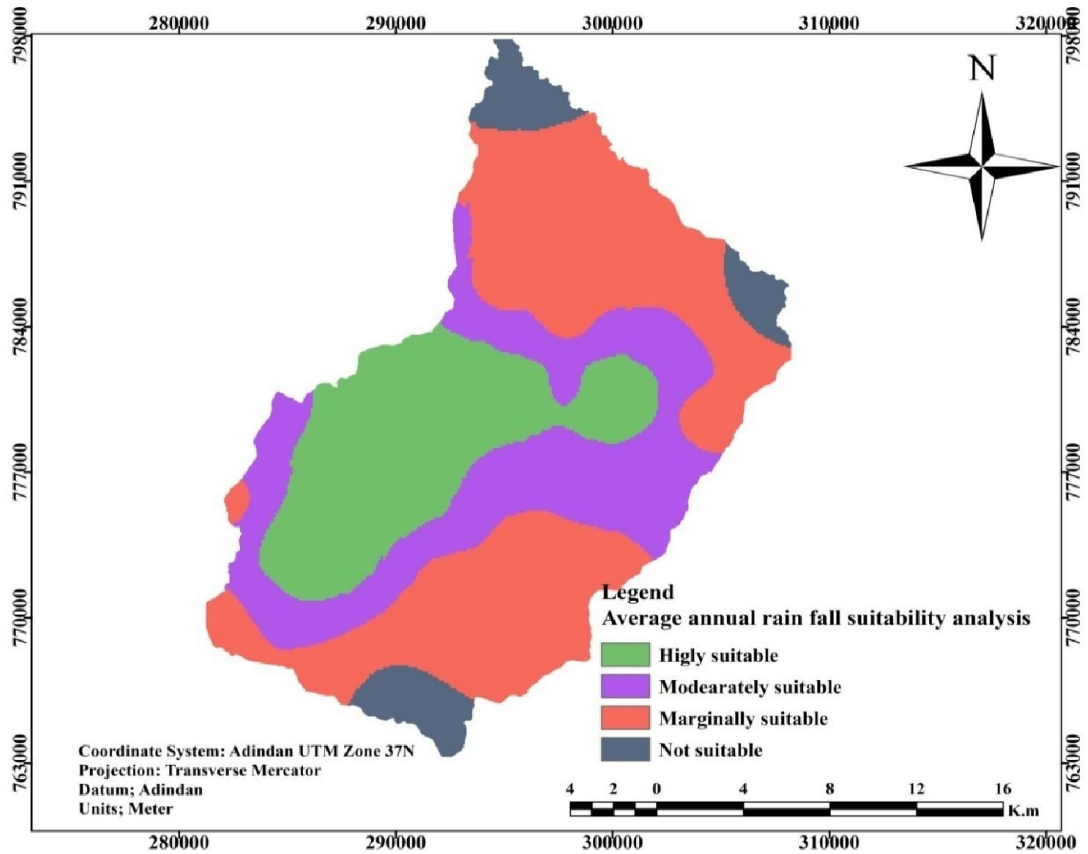 280000 290000 300000 310000 320000
798000 798000
N
791000 791000
784000 784000
777000 777000
770000 770000
763000 763000
Legend
Average annual rain fall suitability analysis
Higly suitable
Modearately suitable
Marginally suitable
Not suitable
Coordinate System: Adindan UTM Zone 37N
Projection: Transverse Mercator
Datum; Adindan
Units; Meter
4 2 0 4 8 12 16
K.m
280000 290000 300000 310000 320000